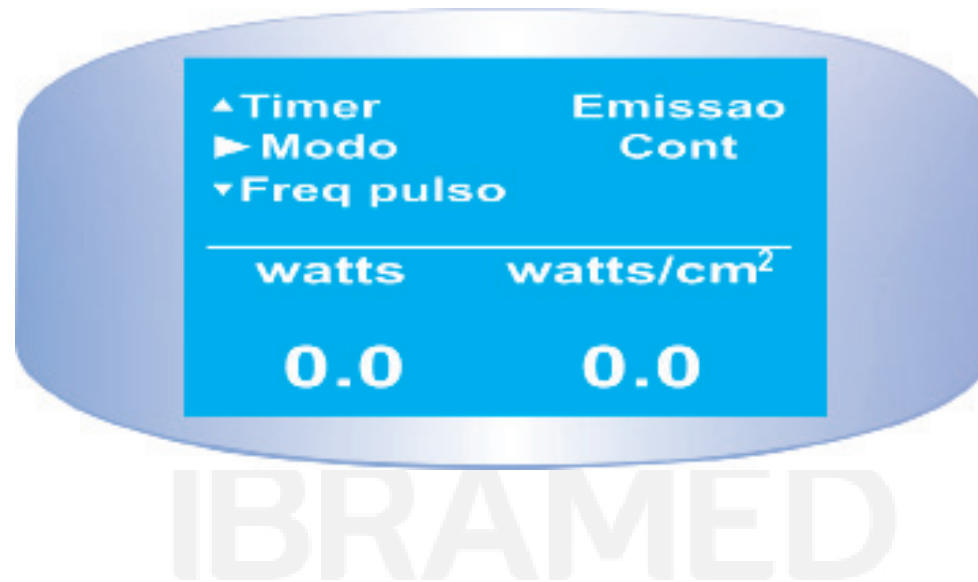 ▲Timer Emissao
►Modo Cont
▼Freq pulso
watts watts/cm²
0.0 0.0
IBRAMED